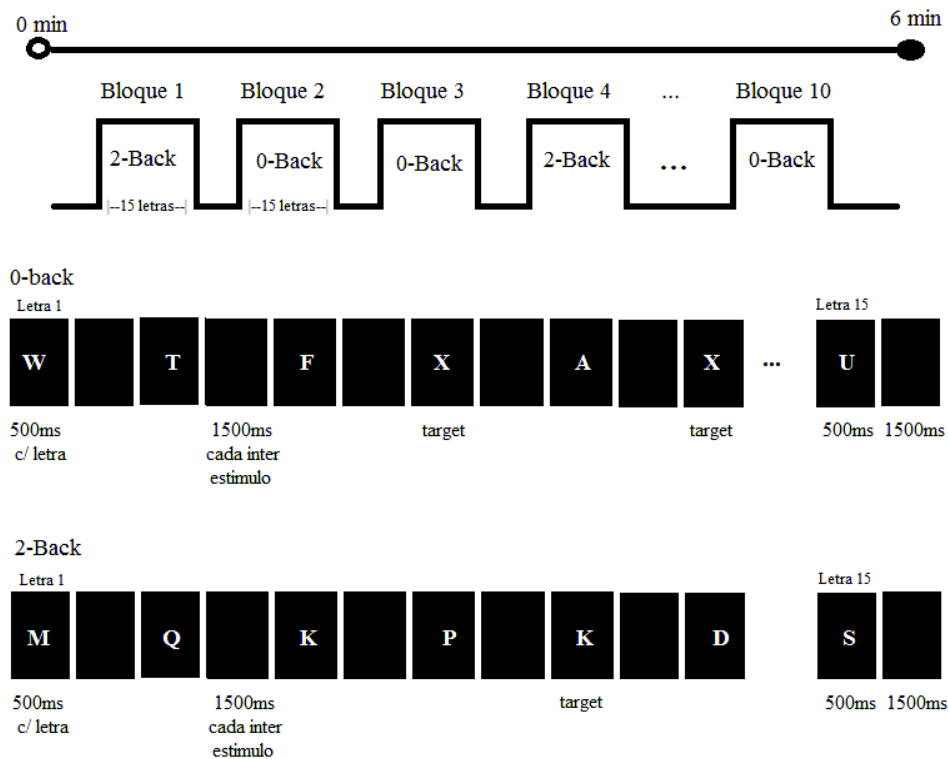 0 min 6 min
Bloque 1 Bloque 2 Bloque 3 Bloque 4 ... Bloque 10
2-Back 0-Back 0-Back 2-Back ... 0-Back
|--15 letras--| |--15 letras--|
0-back
Letra 1 Letra 15
W T F X A X ... U
500ms 1500ms target target 500ms 1500ms
c/ letra cada inter
estimulo
2-Back
Letra 1 Letra 15
M Q K P K D S
500ms 1500ms target 500ms 1500ms
c/ letra cada inter
estimulo